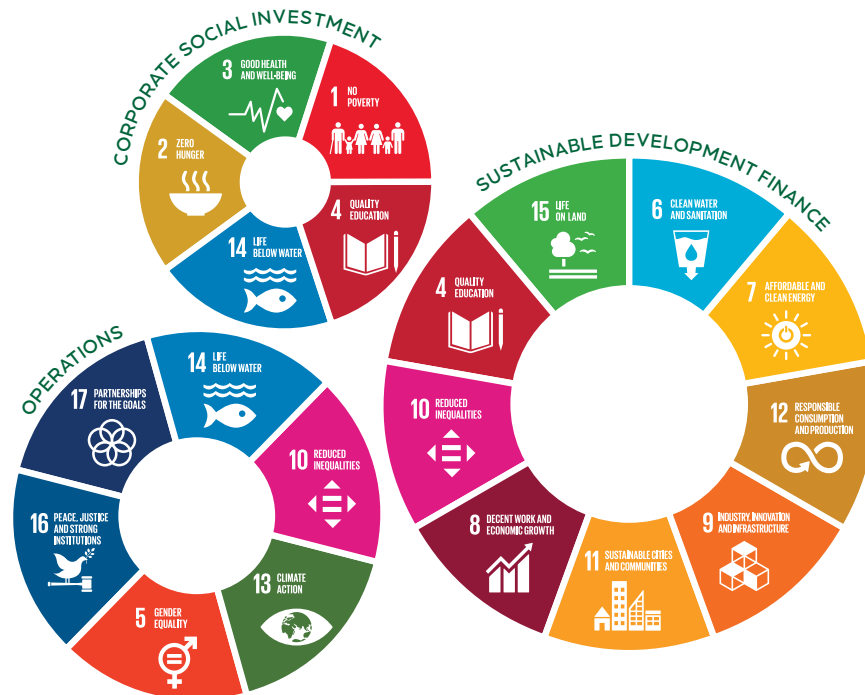 CORPORATE SOCIAL INVESTMENT
3 GOOD HEALTH
AND WELL-BEING
1 NO
POVERTY
2 ZERO
HUNGER
4 QUALITY
EDUCATION
14 LIFE
BELOW WATER
SUSTAINABLE DEVELOPMENT FINANCE
15 LIFE
ON LAND
6 CLEAN WATER
AND SANITATION
4 QUALITY
EDUCATION
7 AFFORDABLE AND
CLEAN ENERGY
10 REDUCED
INEQUALITIES
12 RESPONSIBLE
CONSUMPTION
AND PRODUCTION
8 DECENT WORK AND
ECONOMIC GROWTH
9 INDUSTRY, INNOVATION
AND INFRASTRUCTURE
11 SUSTAINABLE CITIES
AND COMMUNITIES
OPERATIONS
14 LIFE
BELOW WATER
17 PARTNERSHIPS
FOR THE GOALS
10 REDUCED
INEQUALITIES
16 PEACE, JUSTICE
AND STRONG
INSTITUTIONS
13 CLIMATE
ACTION
5 GENDER
EQUALITY